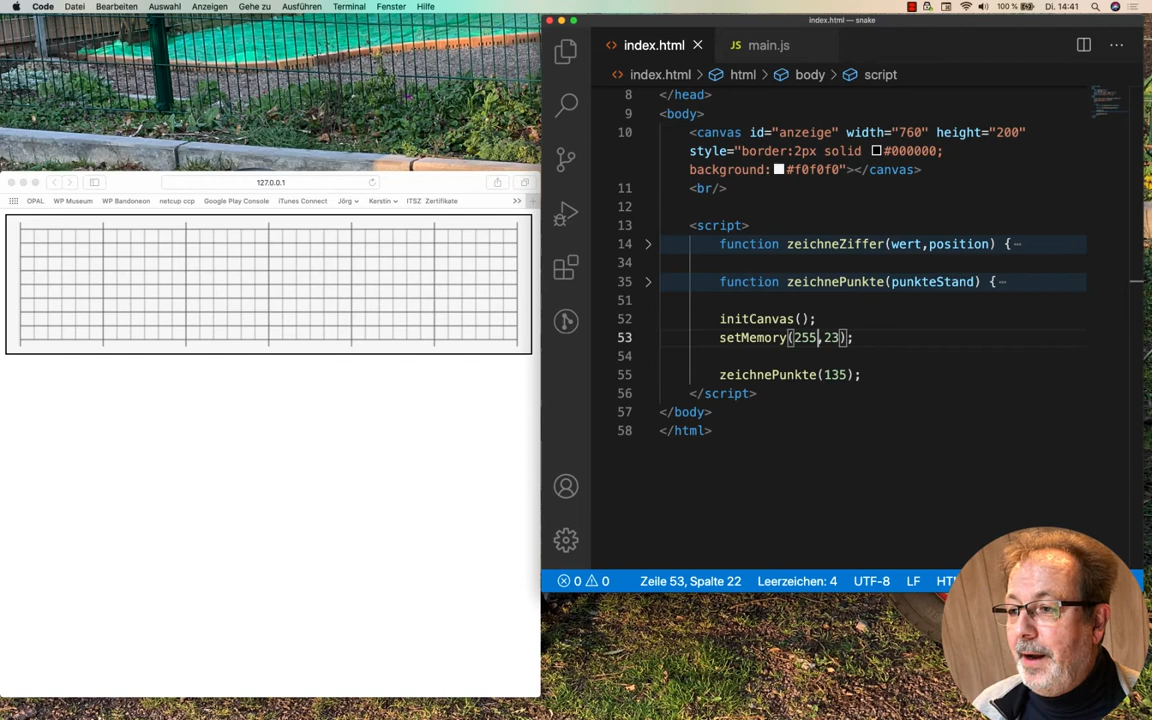 Code Datei Bearbeiten Auswahl Anzeigen Gehe zu Ausführen Terminal Fenster Hilfe 100 % Di. 14:41
127.0.0.1
OPAL WP Museum WP Bandoneon netcup ccp Google Play Console iTunes Connect Jörg Kerstin ITSZ Zertifikate >> +
index.html — snake
<> index.html × JS main.js ···
<> index.html > html > body > script
8 </head>
9 <body>
10 <canvas id="anzeige" width="760" height="200"
style="border:2px solid #000000;
background: #f0f0f0"></canvas>
11 <br/>
12
13 <script>
14 > function zeichneZiffer(wert,position) {···
34
35 > function zeichnePunkte(punkteStand) {···
51
52 initCanvas();
53 setMemory(255,23);
54
55 zeichnePunkte(135);
56 </script>
57 </body>
58 </html>
0 0 Zeile 53, Spalte 22 Leerzeichen: 4 UTF-8 LF